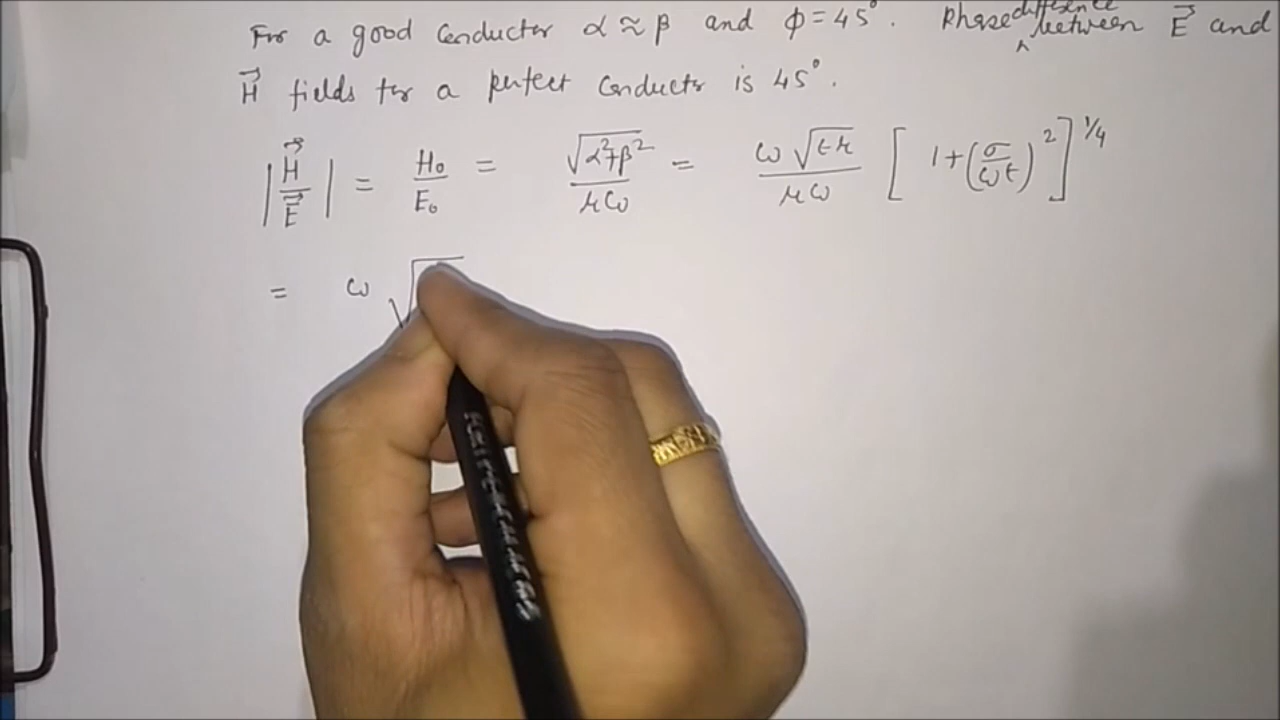 For a good conductor α ≈ β and φ = 45°. Phase difference between E⃗ and
H⃗ fields for a perfect conductor is 45°.
|H⃗/E⃗| = H₀/E₀ = √(α²+β²)/μω = ω√(εμ)/μω [1+(σ/ωε)²]^1/4
= ω √